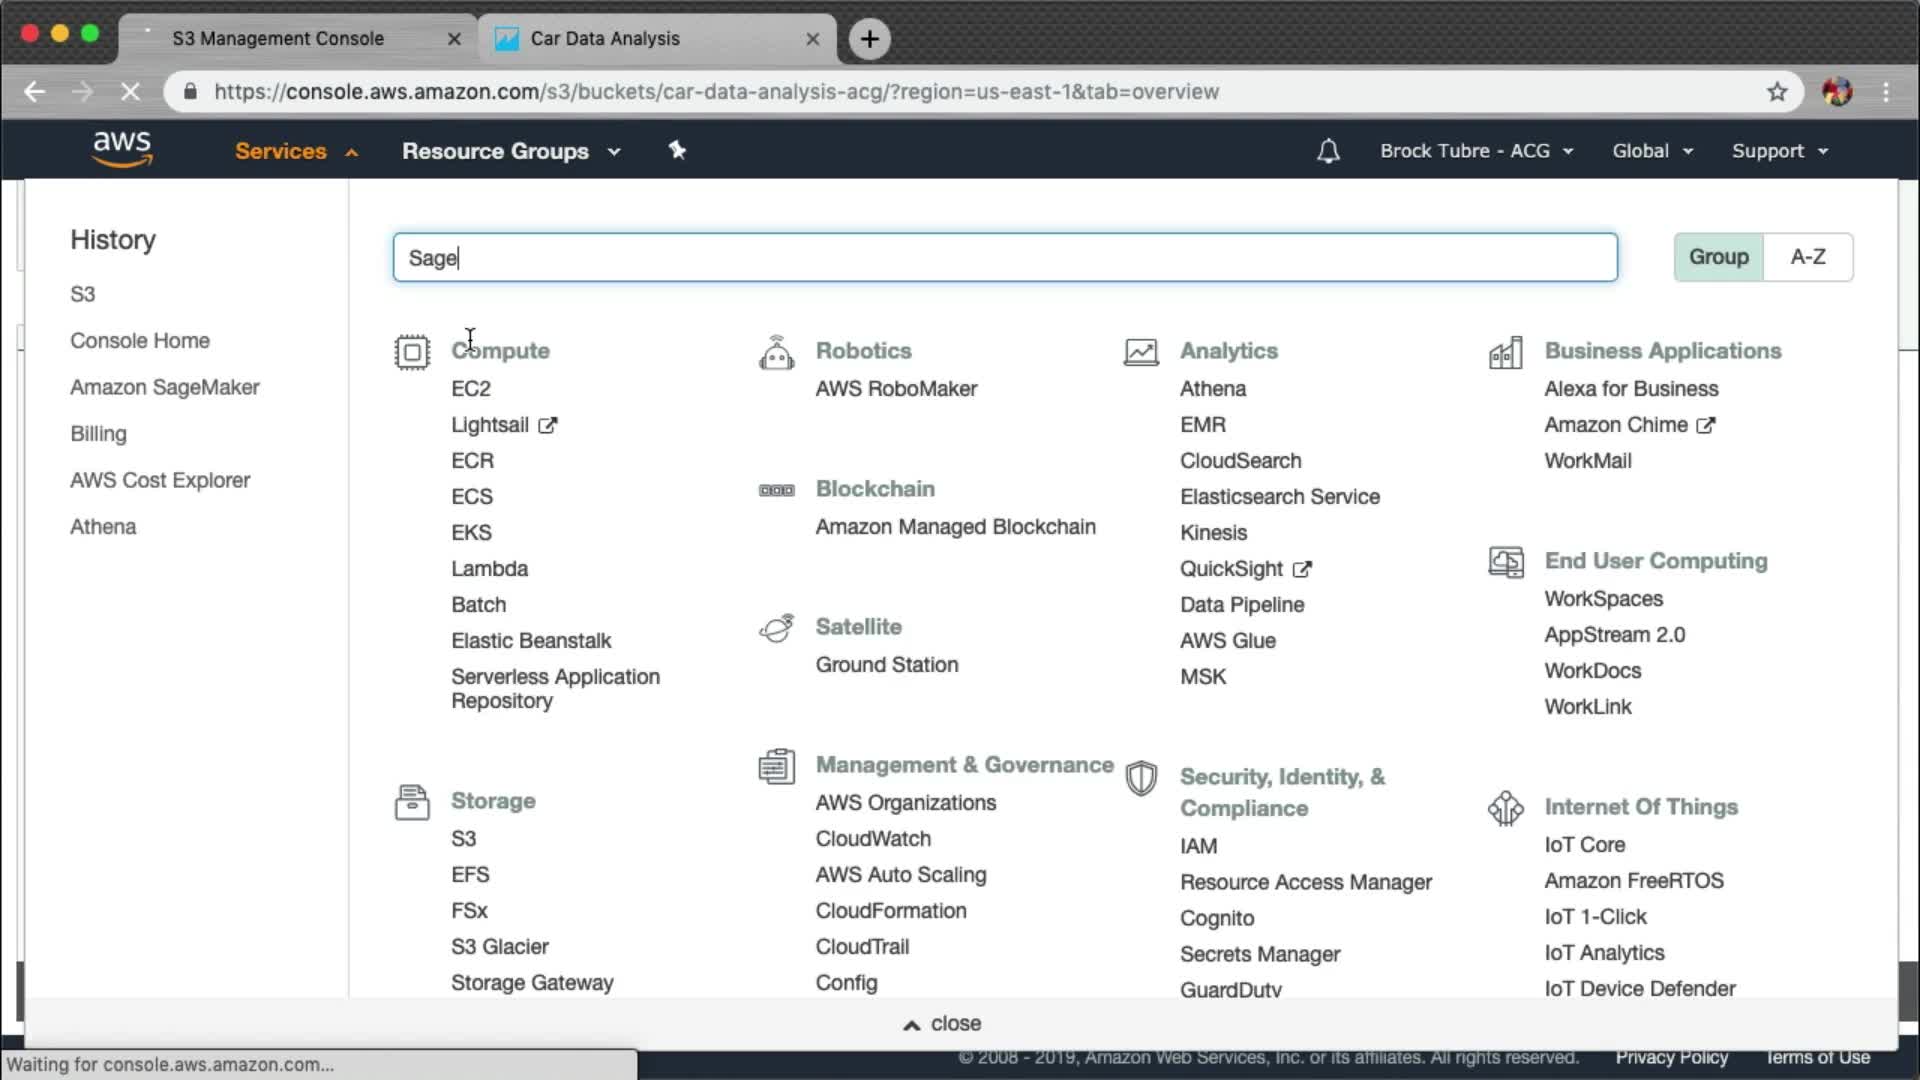 S3 Management Console
Car Data Analysis
https://console.aws.amazon.com/s3/buckets/car-data-analysis-acg/?region=us-east-1&tab=overview
aws
Services
Resource Groups
Brock Tubre - ACG
Global
Support
History
S3
Console Home
Amazon SageMaker
Billing
AWS Cost Explorer
Athena
Sage
Group
A-Z
Compute
EC2
Lightsail
ECR
ECS
EKS
Lambda
Batch
Elastic Beanstalk
Serverless Application
Repository
Storage
S3
EFS
FSx
S3 Glacier
Storage Gateway
Robotics
AWS RoboMaker
Blockchain
Amazon Managed Blockchain
Satellite
Ground Station
Management & Governance
AWS Organizations
CloudWatch
AWS Auto Scaling
CloudFormation
CloudTrail
Config
Analytics
Athena
EMR
CloudSearch
Elasticsearch Service
Kinesis
QuickSight
Data Pipeline
AWS Glue
MSK
Security, Identity, &
Compliance
IAM
Resource Access Manager
Cognito
Secrets Manager
GuardDuty
Business Applications
Alexa for Business
Amazon Chime
WorkMail
End User Computing
WorkSpaces
AppStream 2.0
WorkDocs
WorkLink
Internet Of Things
IoT Core
Amazon FreeRTOS
IoT 1-Click
IoT Analytics
IoT Device Defender
close
Waiting for console.aws.amazon.com...
© 2008 - 2019, Amazon Web Services, Inc. or its affiliates. All rights reserved.
Privacy Policy
Terms of Use